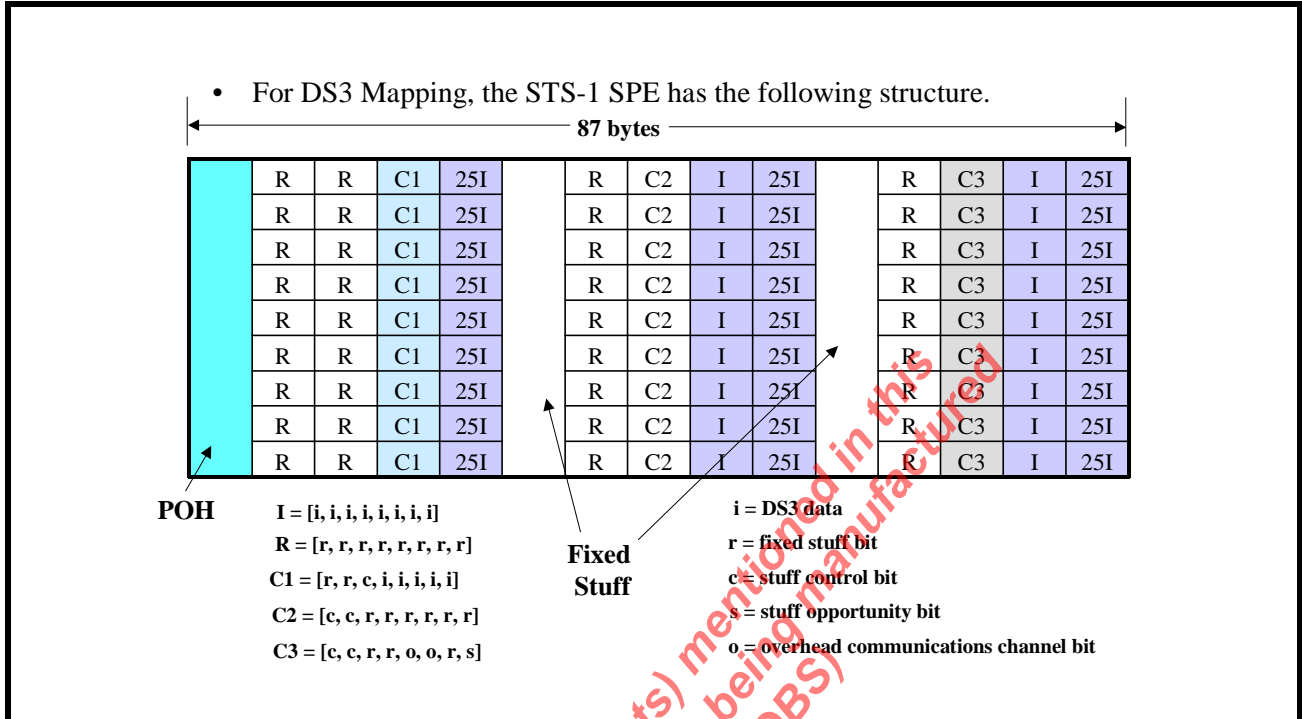 • For DS3 Mapping, the STS-1 SPE has the following structure.
87 bytes
R R C1 25I R C2 I 25I R C3 I 25I
R R C1 25I R C2 I 25I R C3 I 25I
R R C1 25I R C2 I 25I R C3 I 25I
R R C1 25I R C2 I 25I R C3 I 25I
R R C1 25I R C2 I 25I R C3 I 25I
R R C1 25I R C2 I 25I R C3 I 25I
R R C1 25I R C2 I 25I R C3 I 25I
R R C1 25I R C2 I 25I R C3 I 25I
R R C1 25I R C2 I 25I R C3 I 25I
POH
I = [i, i, i, i, i, i, i, i]
R = [r, r, r, r, r, r, r, r]
C1 = [r, r, c, i, i, i, i, i]
C2 = [c, c, r, r, r, r, r, r]
C3 = [c, c, r, r, o, o, r, s]
Fixed
Stuff
i = DS3 data
r = fixed stuff bit
c = stuff control bit
s = stuff opportunity bit
o = overhead communications channel bit
mentioned in this
being manufactured